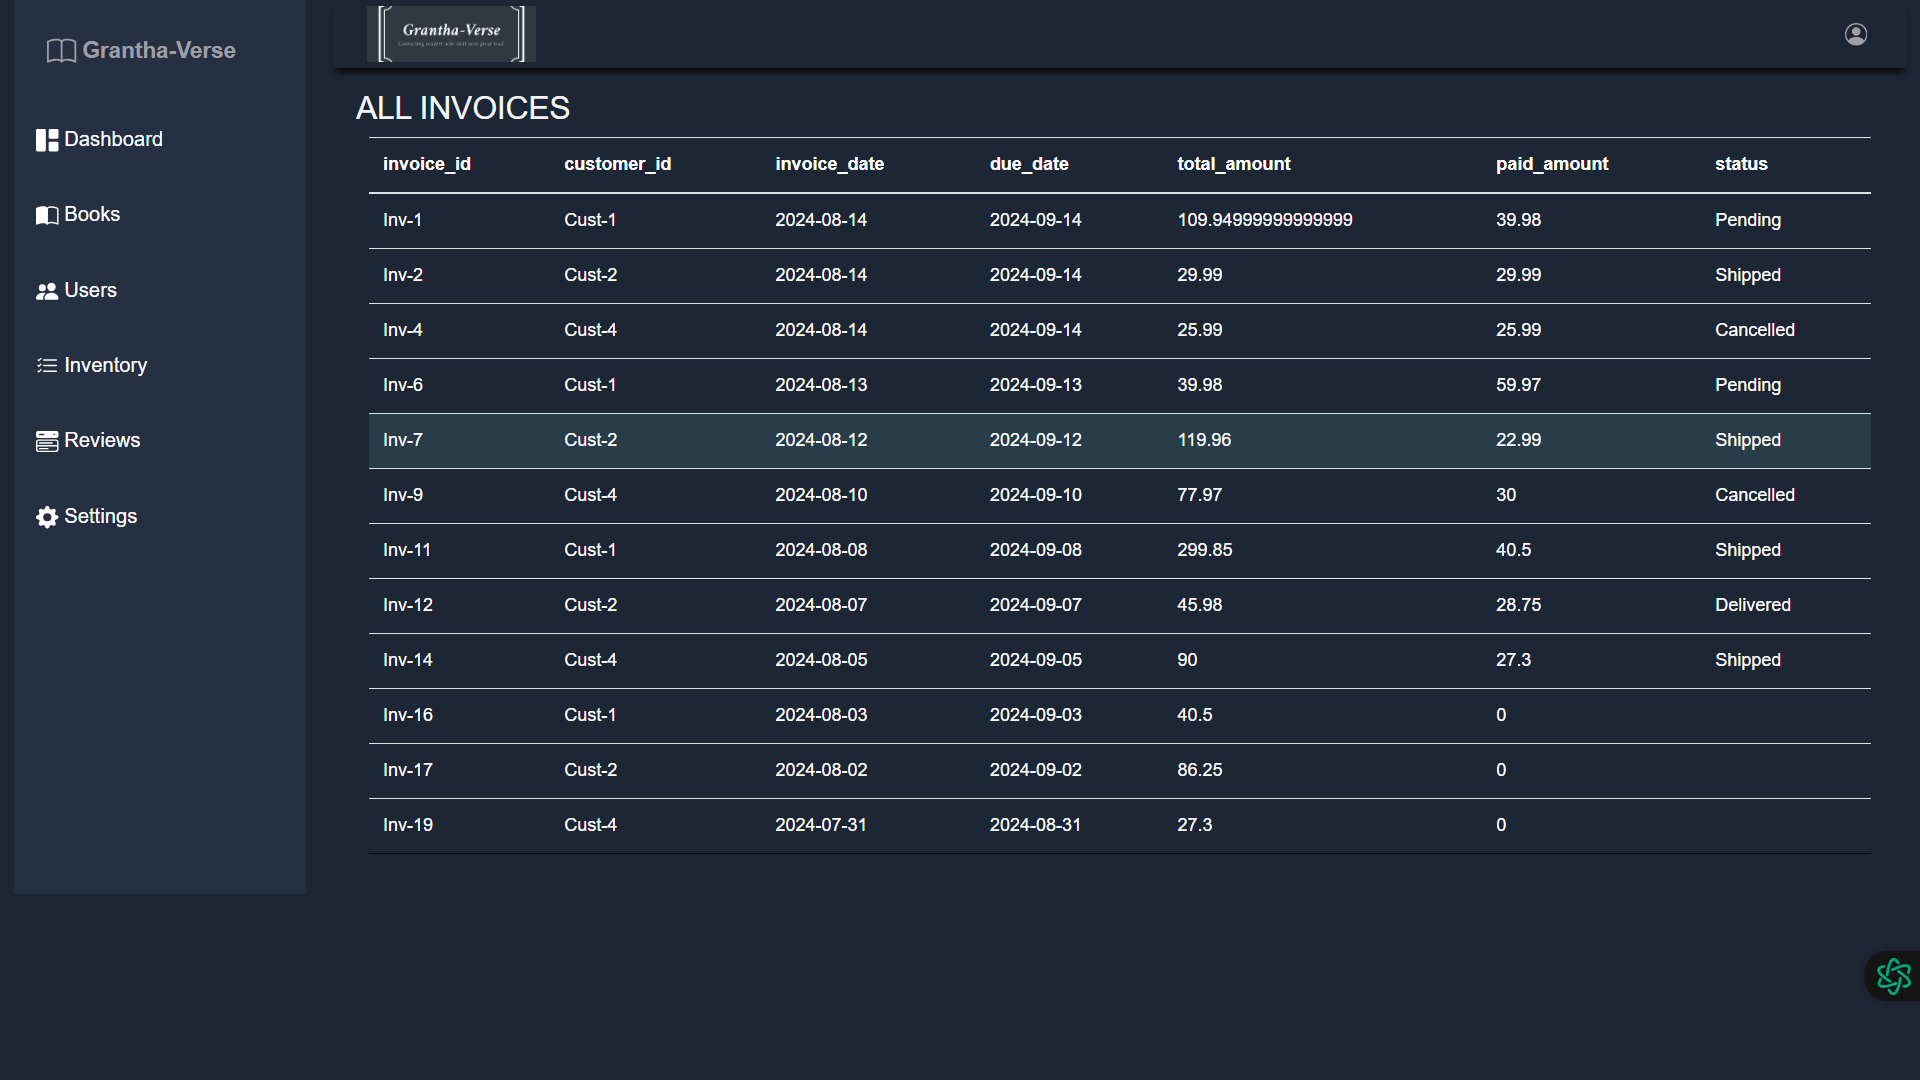 Grantha-Verse
Dashboard
Books
Users
Inventory
Reviews
Settings
Grantha-Verse
Connecting readers with their next great read.
ALL INVOICES
invoice_id customer_id invoice_date due_date total_amount paid_amount status
Inv-1 Cust-1 2024-08-14 2024-09-14 109.94999999999999 39.98 Pending
Inv-2 Cust-2 2024-08-14 2024-09-14 29.99 29.99 Shipped
Inv-4 Cust-4 2024-08-14 2024-09-14 25.99 25.99 Cancelled
Inv-6 Cust-1 2024-08-13 2024-09-13 39.98 59.97 Pending
Inv-7 Cust-2 2024-08-12 2024-09-12 119.96 22.99 Shipped
Inv-9 Cust-4 2024-08-10 2024-09-10 77.97 30 Cancelled
Inv-11 Cust-1 2024-08-08 2024-09-08 299.85 40.5 Shipped
Inv-12 Cust-2 2024-08-07 2024-09-07 45.98 28.75 Delivered
Inv-14 Cust-4 2024-08-05 2024-09-05 90 27.3 Shipped
Inv-16 Cust-1 2024-08-03 2024-09-03 40.5 0
Inv-17 Cust-2 2024-08-02 2024-09-02 86.25 0
Inv-19 Cust-4 2024-07-31 2024-08-31 27.3 0